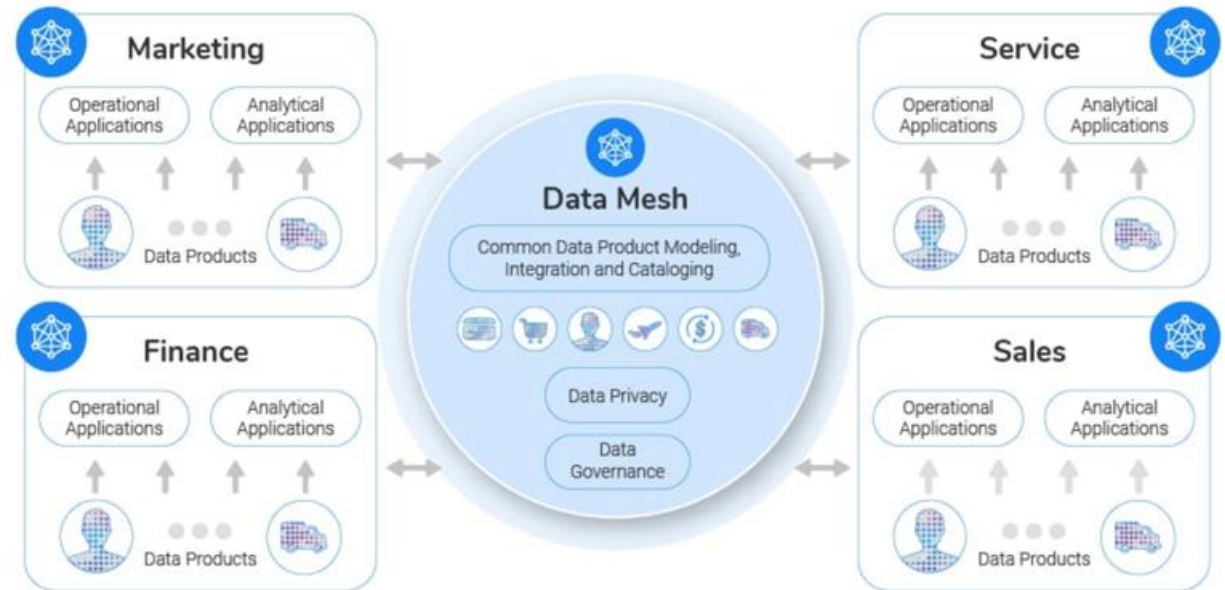 Marketing
Operational
Applications
Analytical
Applications
Data Products
Service
Operational
Applications
Analytical
Applications
Data Products
Data Mesh
Common Data Product Modeling,
Integration and Cataloging
Data Privacy
Data
Governance
Finance
Operational
Applications
Analytical
Applications
Data Products
Sales
Operational
Applications
Analytical
Applications
Data Products